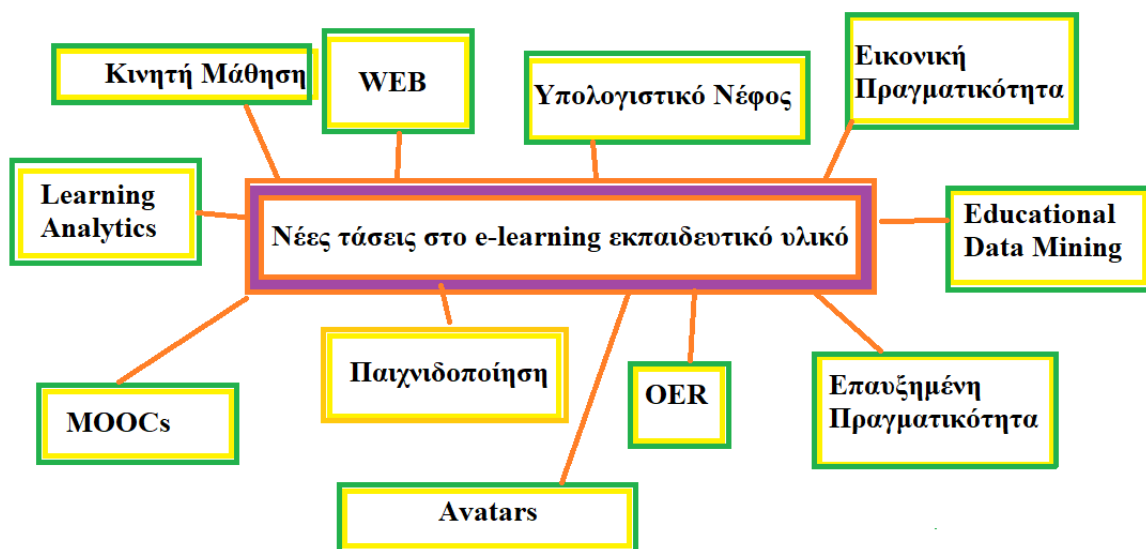 Κινητή Μάθηση
WEB
Υπολογιστικό Νέφος
Εικονική
Πραγματικότητα
Learning
Analytics
Νέες τάσεις στο e-learning εκπαιδευτικό υλικό
Educational
Data Mining
MOOCs
Παιχνιδοποίηση
OER
Επαυξημένη
Πραγματικότητα
Avatars